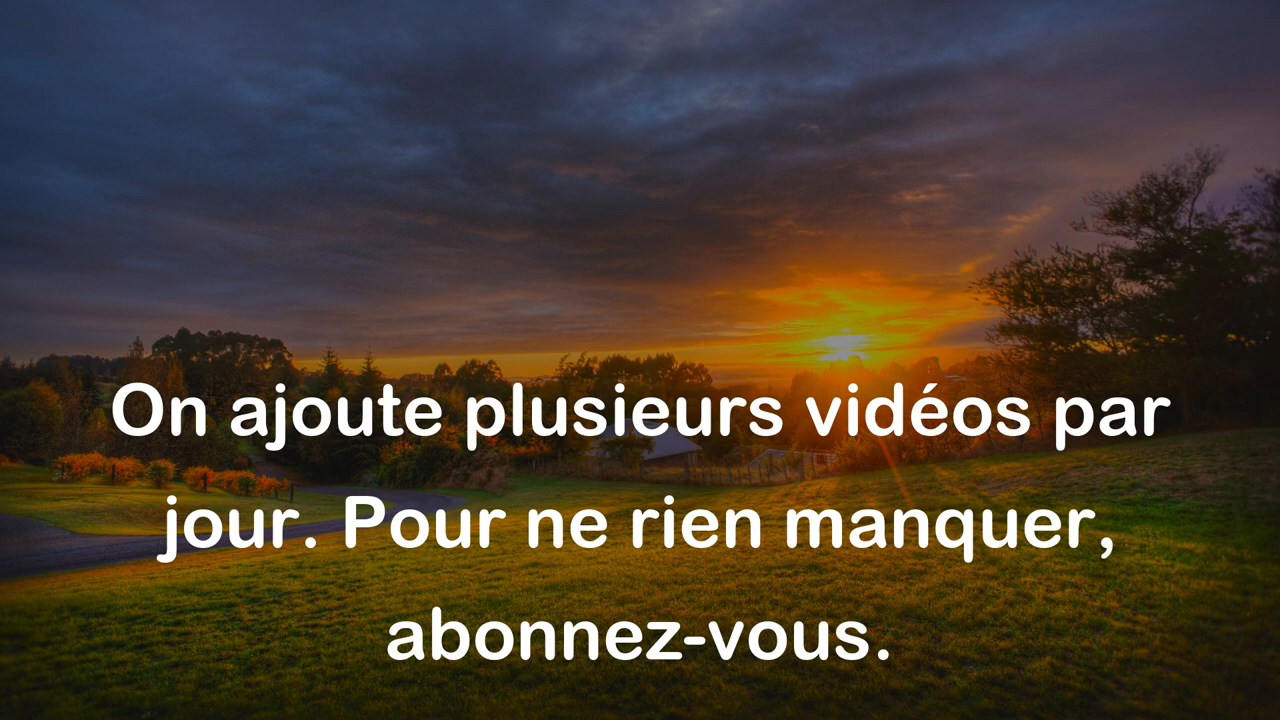 On ajoute plusieurs vidéos par
jour. Pour ne rien manquer,
abonnez-vous.